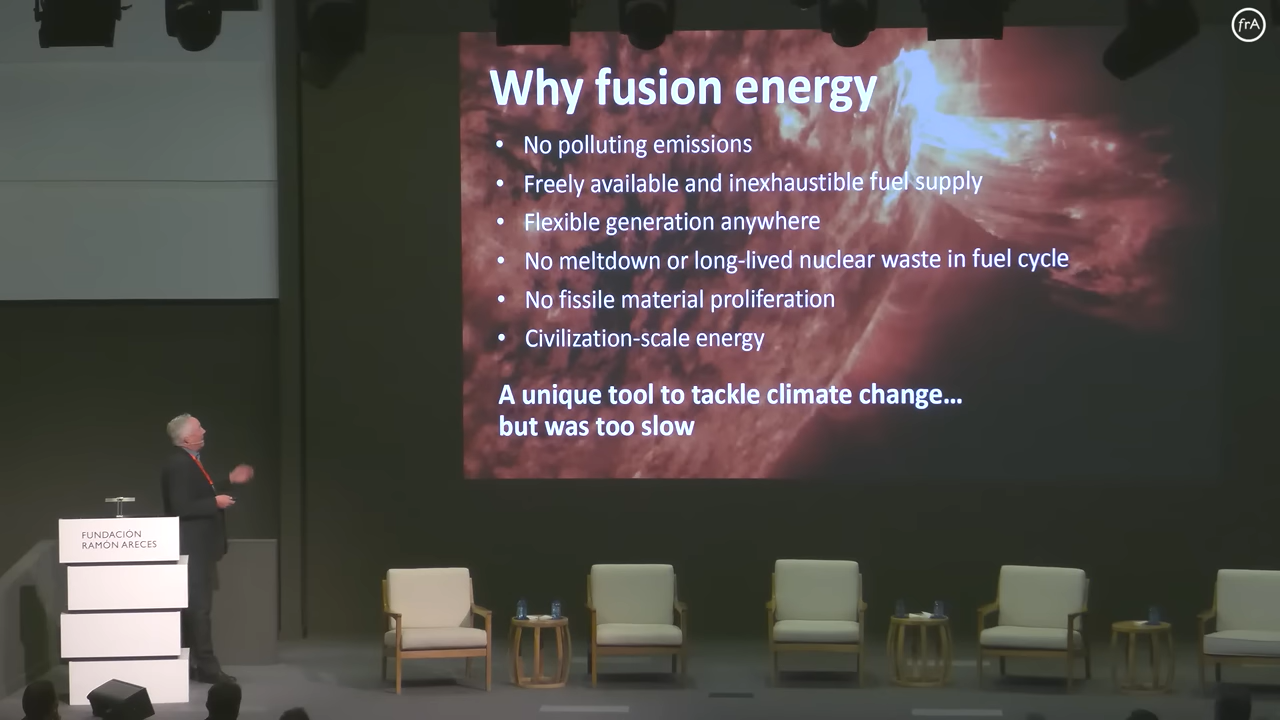 frA
Why fusion energy
• No polluting emissions
• Freely available and inexhaustible fuel supply
• Flexible generation anywhere
• No meltdown or long-lived nuclear waste in fuel cycle
• No fissile material proliferation
• Civilization-scale energy
A unique tool to tackle climate change...
but was too slow
FUNDACIÓN
RAMÓN ARECES